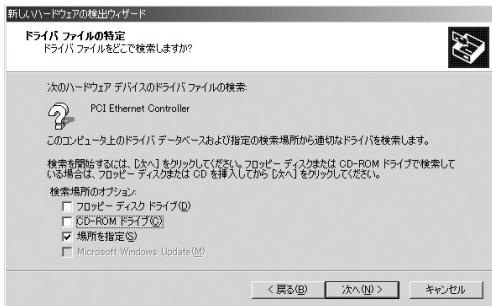 新しいハードウェアの検出ウィザード
ドライバ ファイルの特定
ドライバ ファイルをどこで検索しますか?
次のハードウェア デバイスのドライバ ファイルの検索:
PCI Ethernet Controller
このコンピュータ上のドライバ データベースおよび指定の検索場所から適切なドライバを検索します。
検索を開始するには、[次へ] をクリックしてください。フロッピー ディスクまたは CD-ROM ドライブで検索して
いる場合は、フロッピー ディスクまたは CD を挿入してから [次へ] をクリックしてください。
検索場所のオプション:
フロッピー ディスク ドライブ(D)
CD-ROM ドライブ(C)
場所を指定(S)
Microsoft Windows Update(M)
< 戻る(B)
次へ(N) >
キャンセル